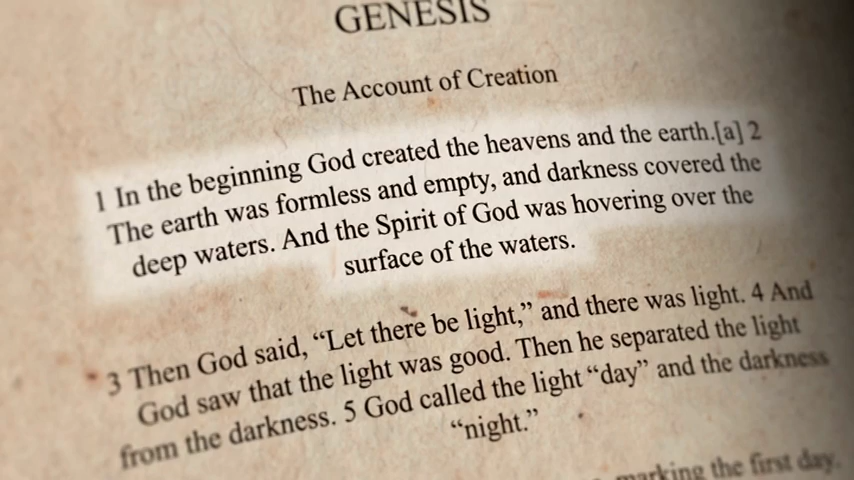 GENESIS
The Account of Creation
1 In the beginning God created the heavens and the earth.[a] 2
The earth was formless and empty, and darkness covered the
deep waters. And the Spirit of God was hovering over the
surface of the waters.
3 Then God said, “Let there be light,” and there was light. 4 And
God saw that the light was good. Then he separated the light
from the darkness. 5 God called the light “day” and the darkness
“night.”
marking the first day.